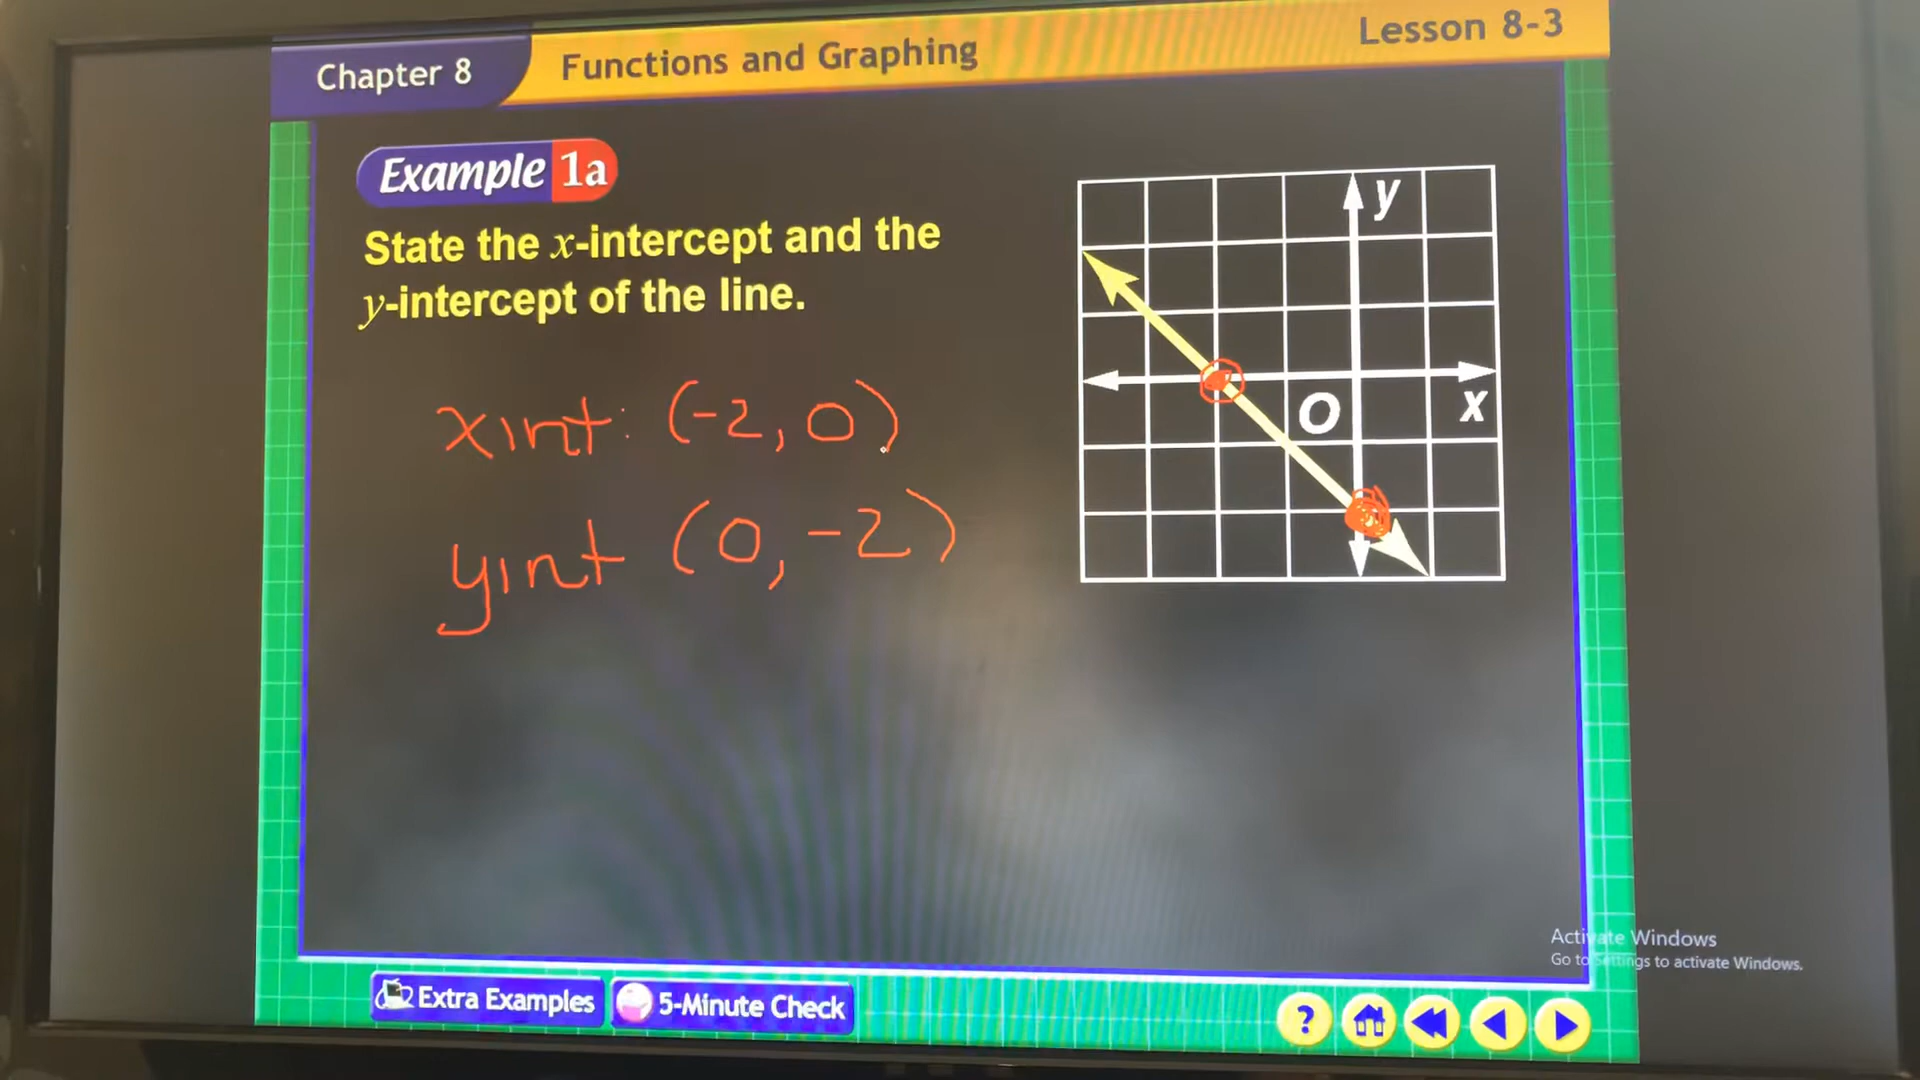 Chapter 8
Functions and Graphing
Lesson 8-3
Example 1a
State the x-intercept and the
y-intercept of the line.
xint: (-2, 0)
yint (0, -2)
y
O
x
Activate Windows
Go to Settings to activate Windows.
Extra Examples
5-Minute Check
?